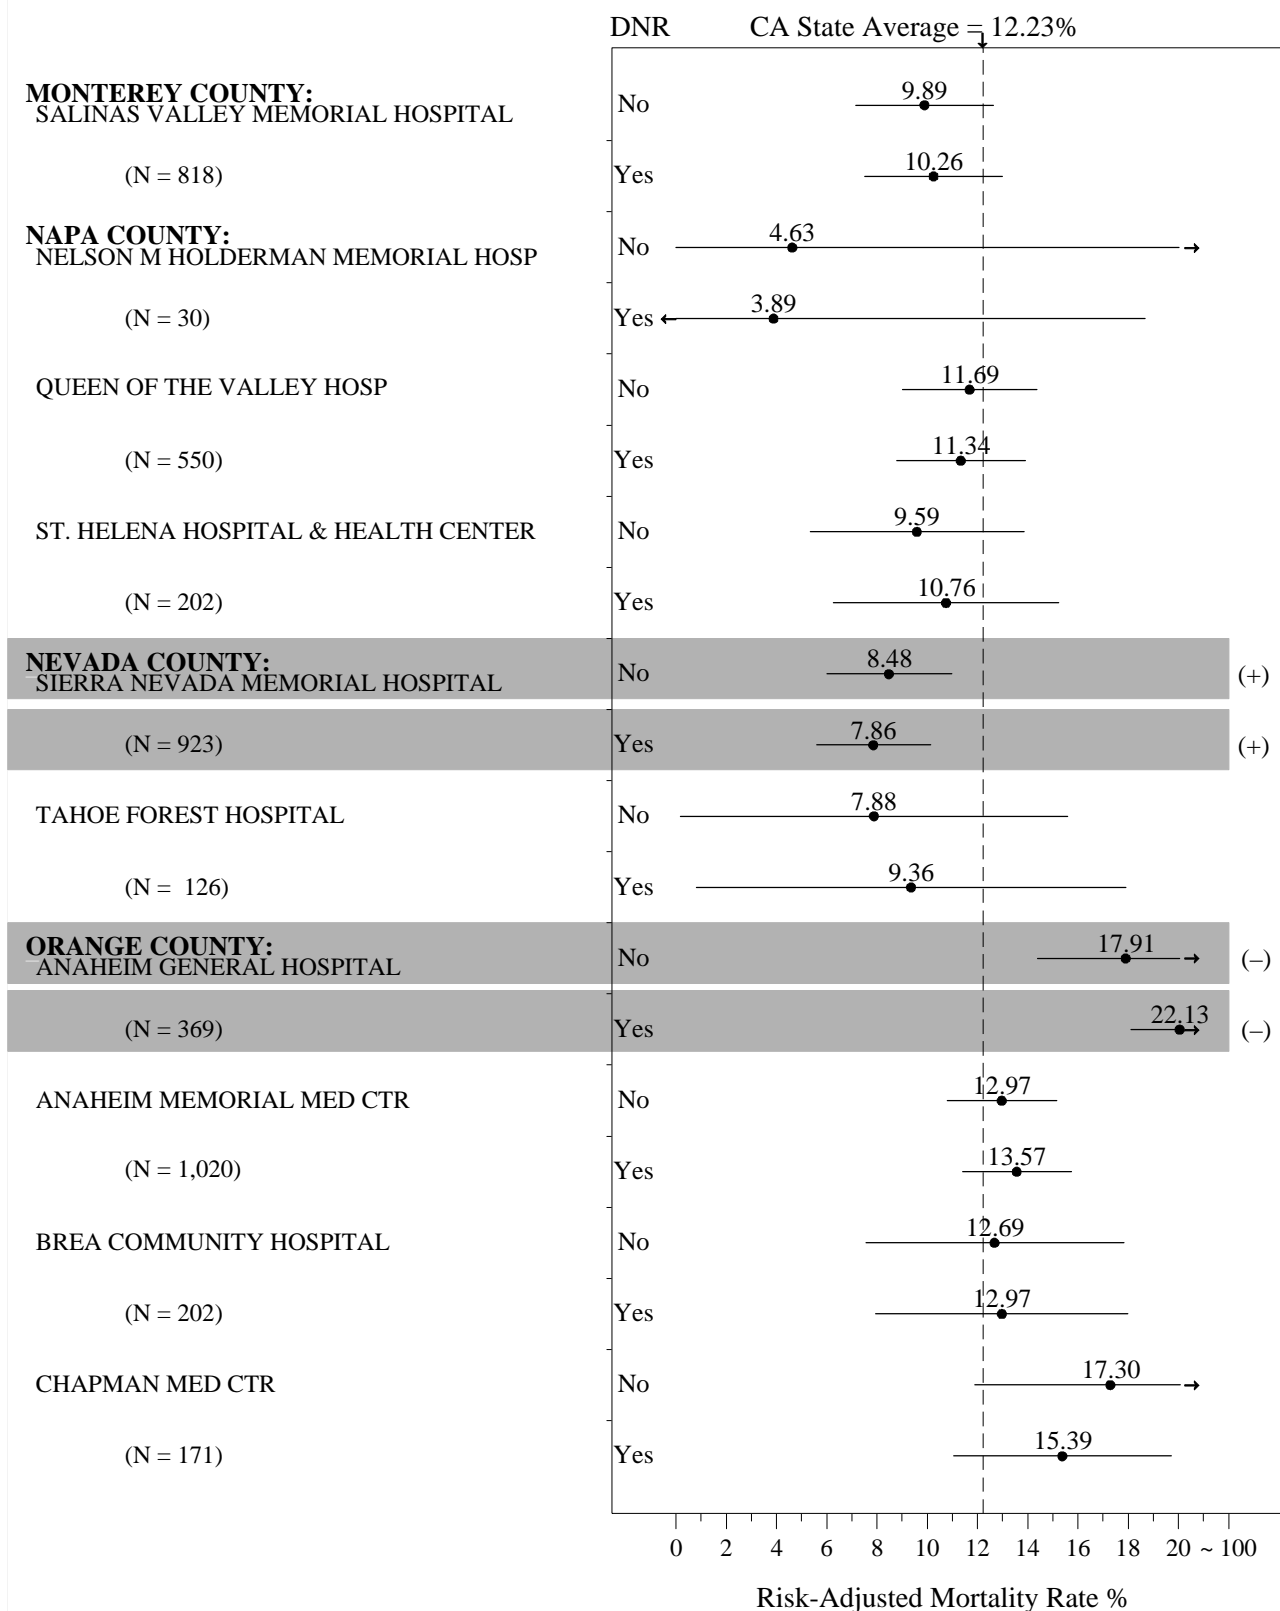 DNR CA State Average = 12.23%
MONTEREY COUNTY:
SALINAS VALLEY MEMORIAL HOSPITAL No 9.89
(N = 818) Yes 10.26
NAPA COUNTY:
NELSON M HOLDERMAN MEMORIAL HOSP No 4.63
(N = 30) Yes 3.89
QUEEN OF THE VALLEY HOSP No 11.69
(N = 550) Yes 11.34
ST. HELENA HOSPITAL & HEALTH CENTER No 9.59
(N = 202) Yes 10.76
NEVADA COUNTY:
SIERRA NEVADA MEMORIAL HOSPITAL No 8.48 (+)
(N = 923) Yes 7.86 (+)
TAHOE FOREST HOSPITAL No 7.88
(N = 126) Yes 9.36
ORANGE COUNTY:
ANAHEIM GENERAL HOSPITAL No 17.91 (–)
(N = 369) Yes 22.13 (–)
ANAHEIM MEMORIAL MED CTR No 12.97
(N = 1,020) Yes 13.57
BREA COMMUNITY HOSPITAL No 12.69
(N = 202) Yes 12.97
CHAPMAN MED CTR No 17.30
(N = 171) Yes 15.39
0 2 4 6 8 10 12 14 16 18 20 ~ 100
Risk-Adjusted Mortality Rate %